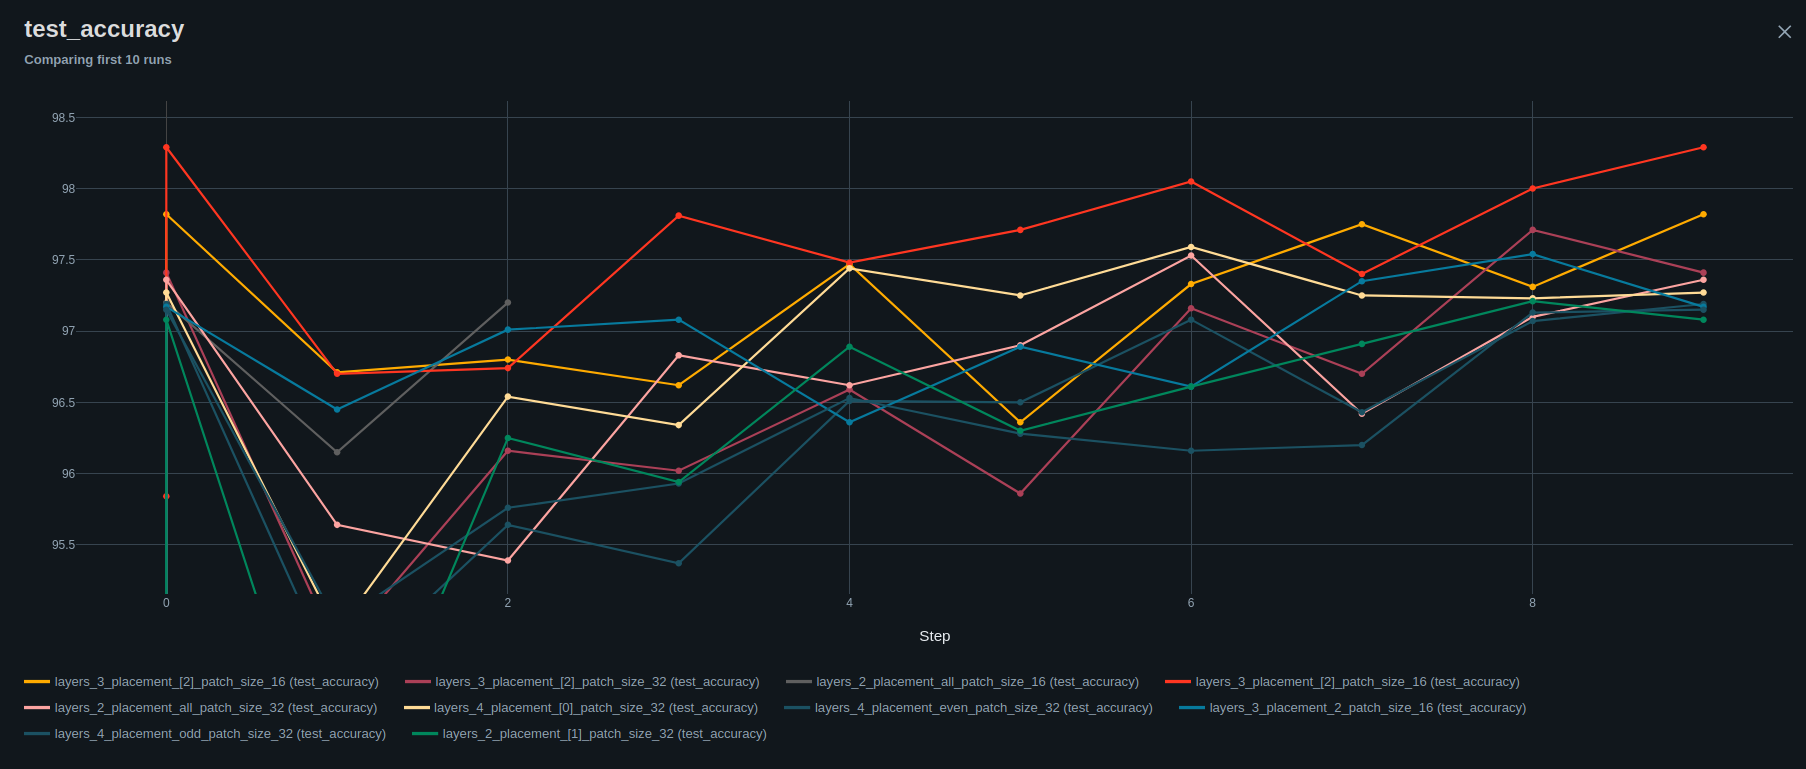 test_accuracy
Comparing first 10 runs
98.5
98
97.5
97
96.5
96
95.5
0 2 4 6 8
Step
layers_3_placement_[2]_patch_size_16 (test_accuracy) layers_3_placement_[2]_patch_size_32 (test_accuracy) layers_2_placement_all_patch_size_16 (test_accuracy) layers_3_placement_[2]_patch_size_16 (test_accuracy)
layers_2_placement_all_patch_size_32 (test_accuracy) layers_4_placement_[0]_patch_size_32 (test_accuracy) layers_4_placement_even_patch_size_32 (test_accuracy) layers_3_placement_2_patch_size_16 (test_accuracy)
layers_4_placement_odd_patch_size_32 (test_accuracy) layers_2_placement_[1]_patch_size_32 (test_accuracy)